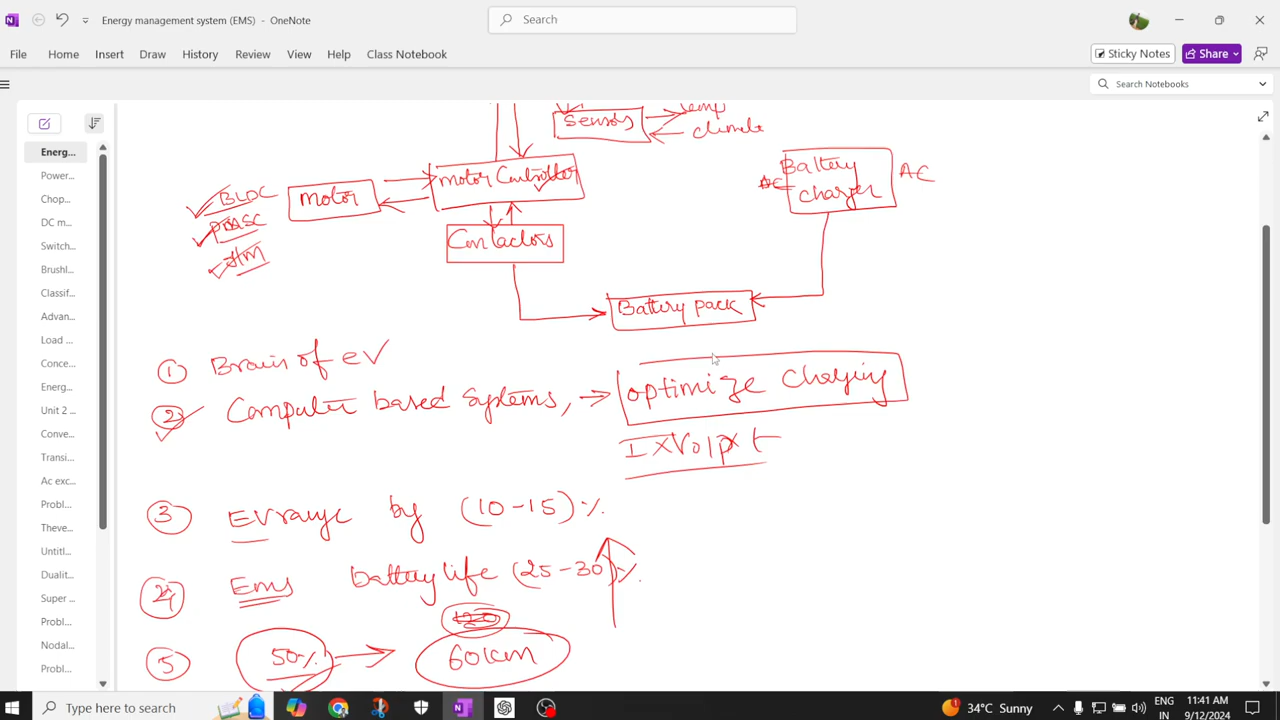 Energy management system (EMS) - OneNote
Search
File Home Insert Draw History Review View Help Class Notebook
Sticky Notes
Share
Search Notebooks
Energ...
Power...
Chop...
DC m...
Switch...
Brushl...
Classif...
Advan...
Load ...
Conce...
Energ...
Unit 2 ...
Conve...
Transi...
Ac exc...
Probl...
Theve...
Untitl...
Dualit...
Super ...
Probl...
Nodal...
Probl...
Sensors
Temp
climate
motor Controller
Motor
BLDC
Contactors
Battery
charger
AC
Battery pack
1 Brain of eV
2 Computer based Systems, → optimize charging
3 EV range by (10-15)%
4 Ems battery life (25-30)%
120
5 50% → 60km
Type here to search
34°C Sunny
ENG
IN
11:41 AM
9/12/2024